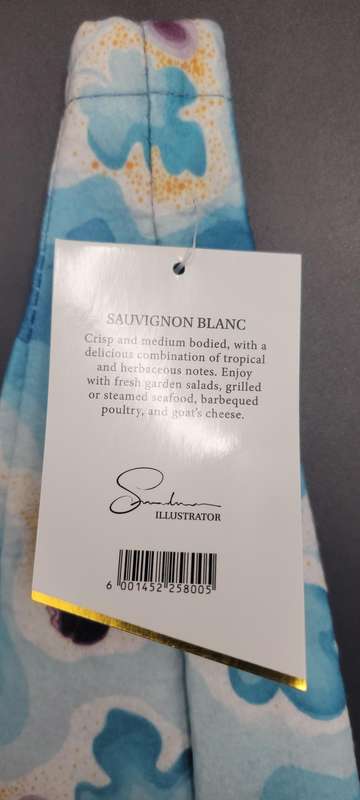 SAUVIGNON BLANC
Crisp and medium bodied, with a
delicious combination of tropical
and herbaceous notes. Enjoy
with fresh garden salads, grilled
or steamed seafood, barbequed
poultry, and goat's cheese.
ILLUSTRATOR
6 001452 258005